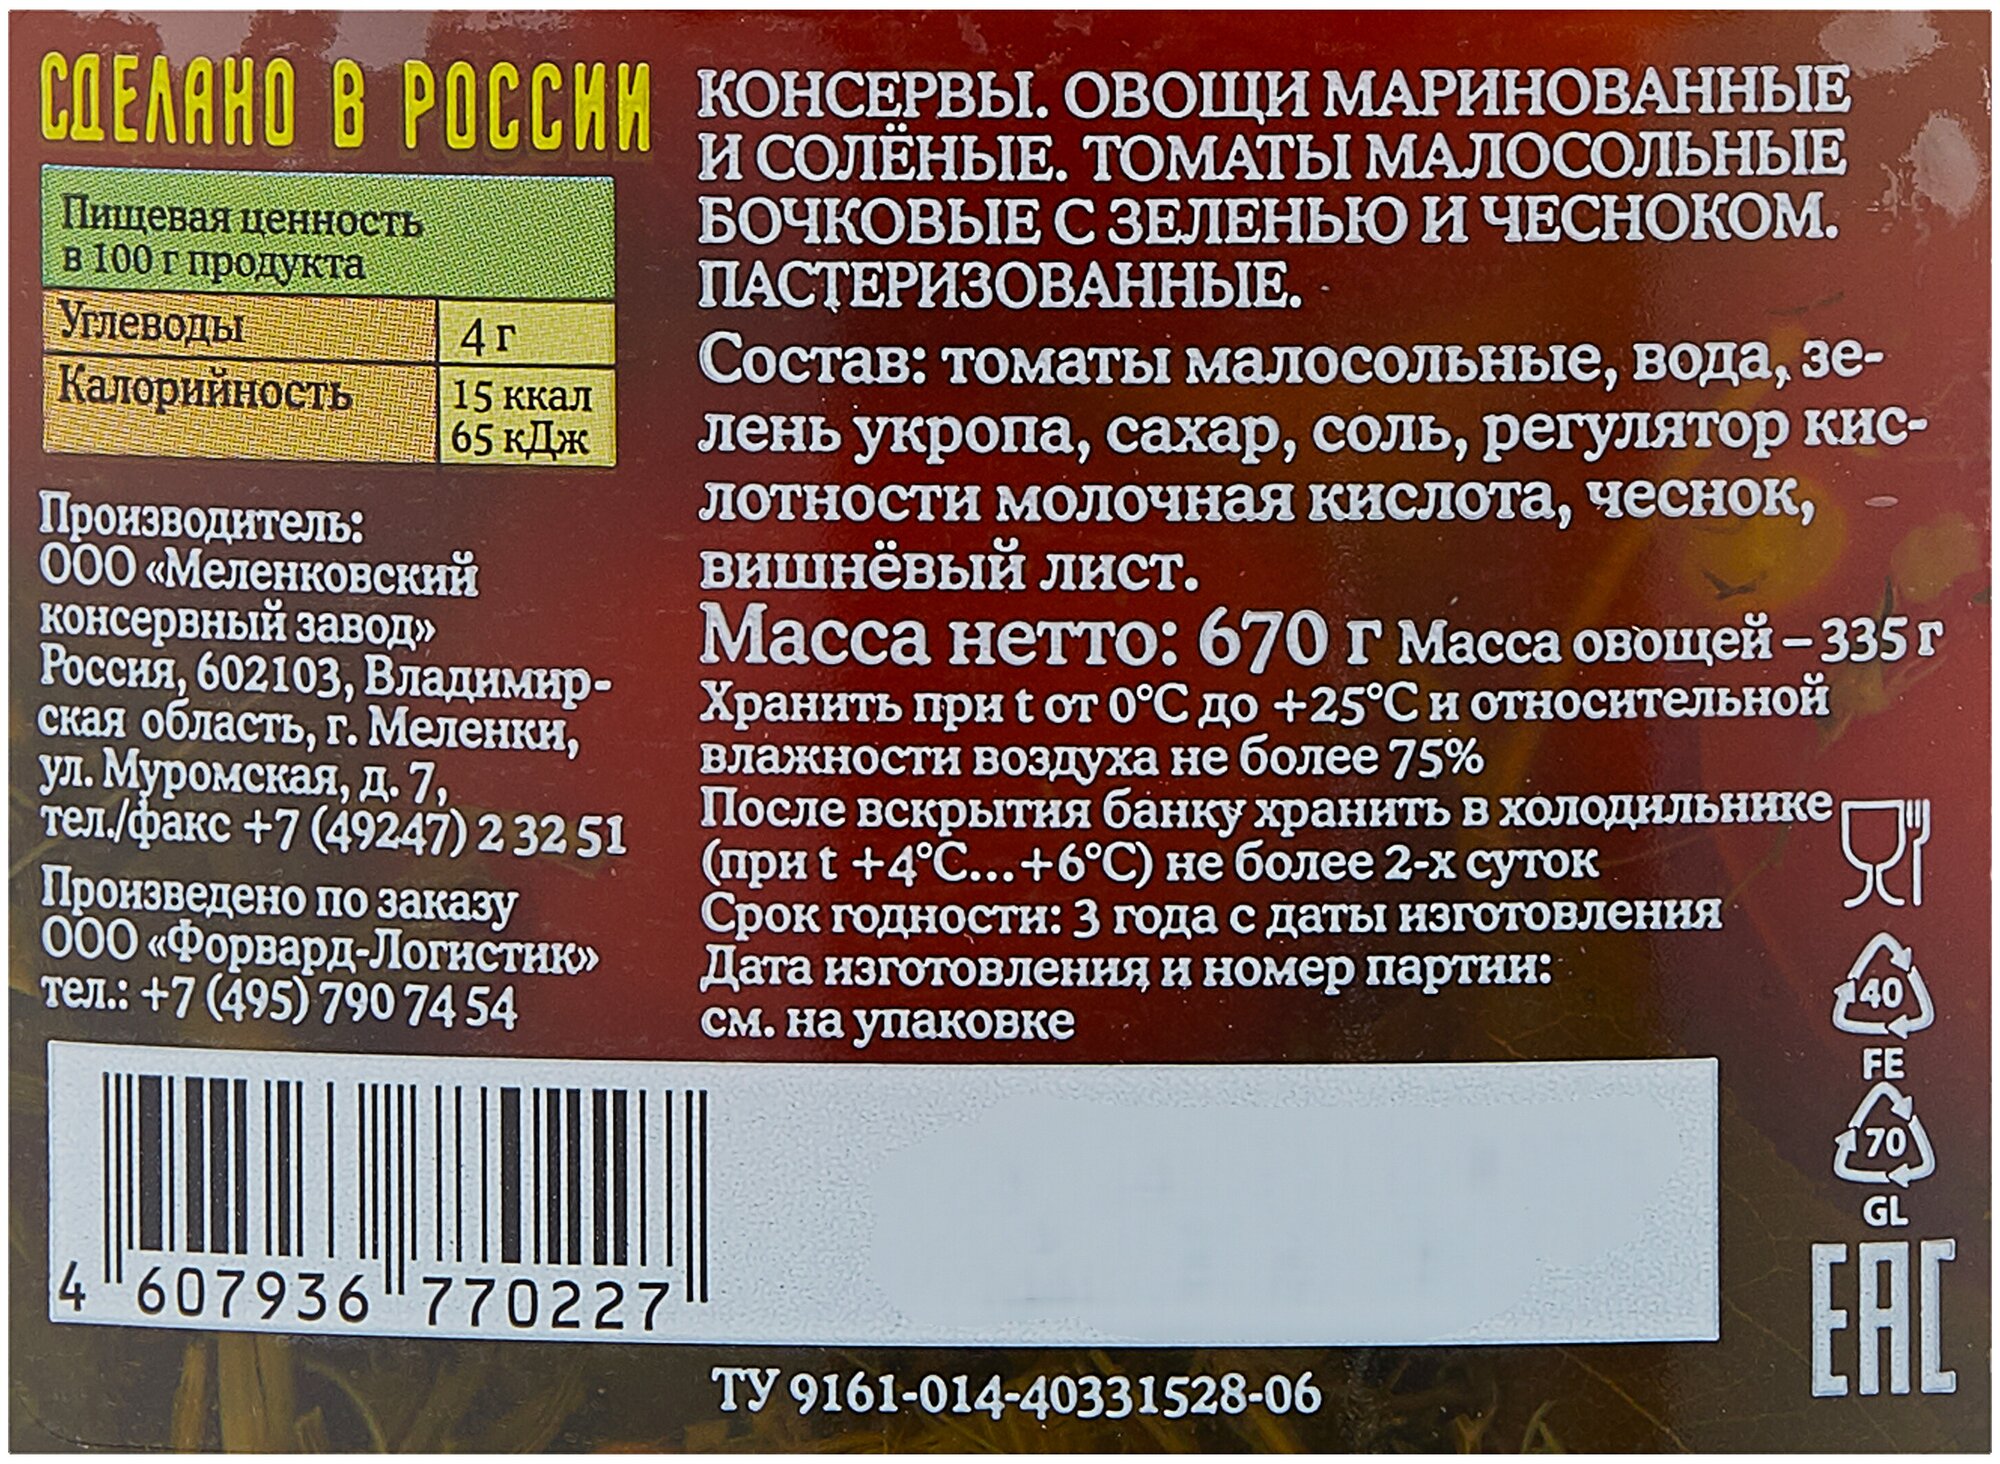 СДЕЛАНО В РОССИИ
Пищевая ценность
в 100 г продукта
Углеводы 4 г
Калорийность 15 ккал
65 кДж
Производитель:
ООО «Меленковский
консервный завод»
Россия, 602103, Владимир-
ская область, г. Меленки,
ул. Муромская, д. 7,
тел./факс +7 (49247) 2 32 51
Произведено по заказу
ООО «Форвард-Логистик»
тел.: +7 (495) 790 74 54
КОНСЕРВЫ. ОВОЩИ МАРИНОВАННЫЕ
И СОЛЁНЫЕ. ТОМАТЫ МАЛОСОЛЬНЫЕ
БОЧКОВЫЕ С ЗЕЛЕНЬЮ И ЧЕСНОКОМ.
ПАСТЕРИЗОВАННЫЕ.
Состав: томаты малосольные, вода, зе-
лень укропа, сахар, соль, регулятор кис-
лотности молочная кислота, чеснок,
вишнёвый лист.
Масса нетто: 670 г Масса овощей – 335 г
Хранить при t от 0°С до +25°С и относительной
влажности воздуха не более 75%
После вскрытия банку хранить в холодильнике
(при t +4°С...+6°С) не более 2-х суток
Срок годности: 3 года с даты изготовления
Дата изготовления и номер партии:
см. на упаковке
40
FE
70
GL
EAC
4 607936 770227
ТУ 9161-014-40331528-06